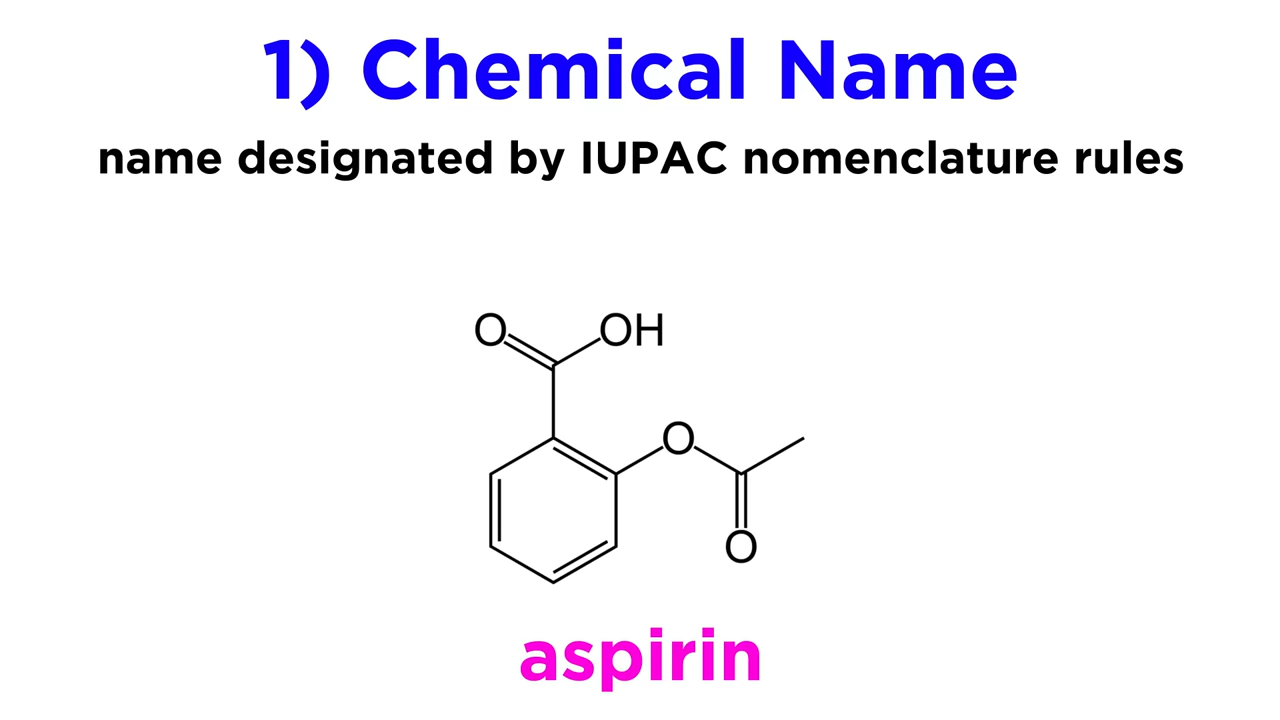 1) Chemical Name
name designated by IUPAC nomenclature rules
O OH
O
O
aspirin